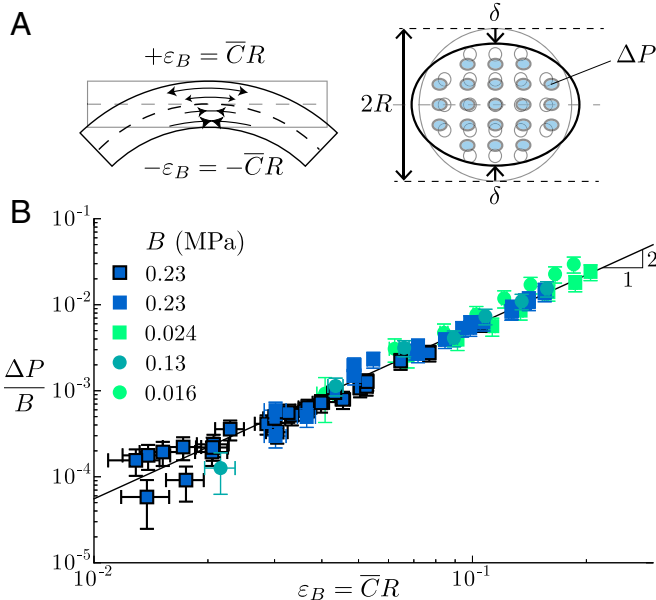 A
+ε_B = C̅R
−ε_B = −C̅R
δ
ΔP
2R
δ
B
10⁻¹
10⁻²
10⁻³
10⁻⁴
10⁻⁵
ΔP
B
B (MPa)
0.23
0.23
0.024
0.13
0.016
2
1
10⁻²
10⁻¹
ε_B = C̅R